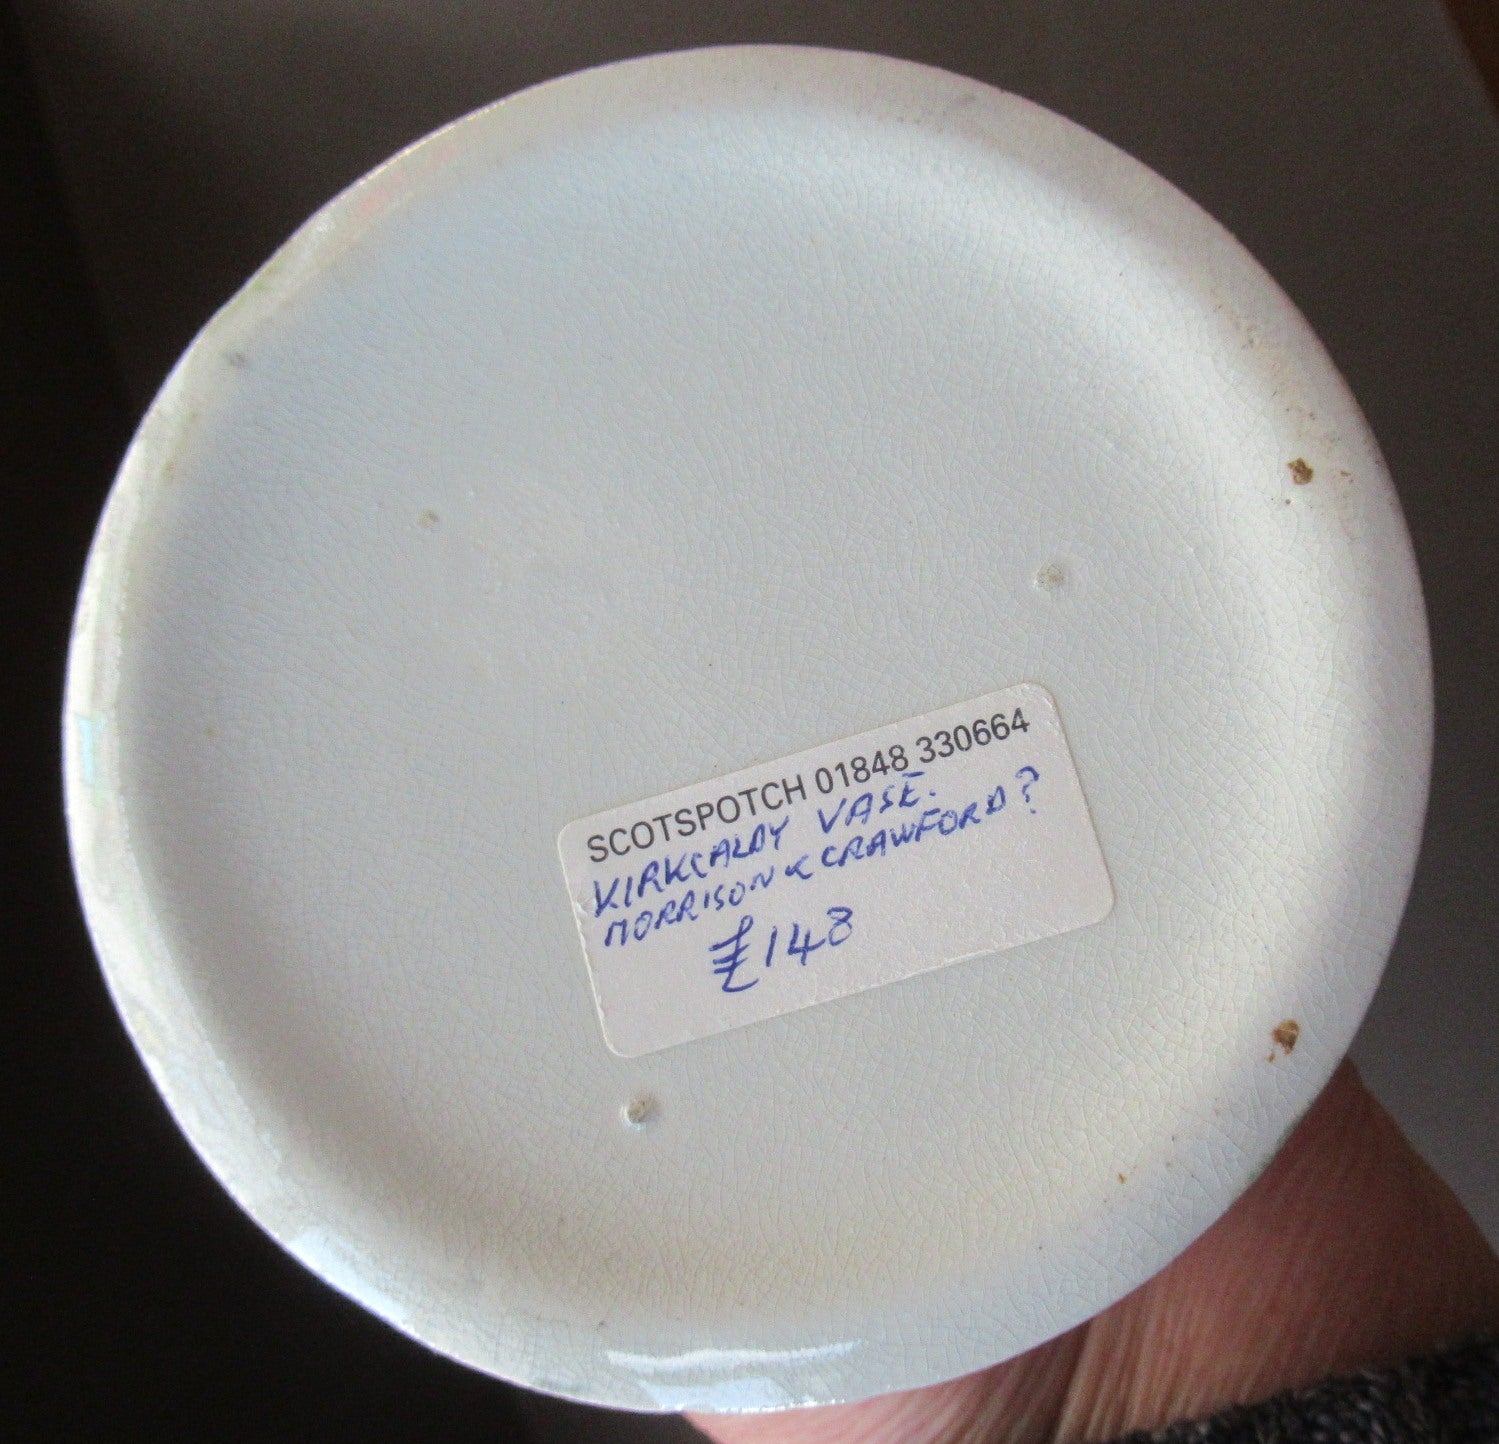 SCOTSPOTCH 01848 330664
KIRKCALDY VASE.
MORRISON & CRAWFORD?
£148